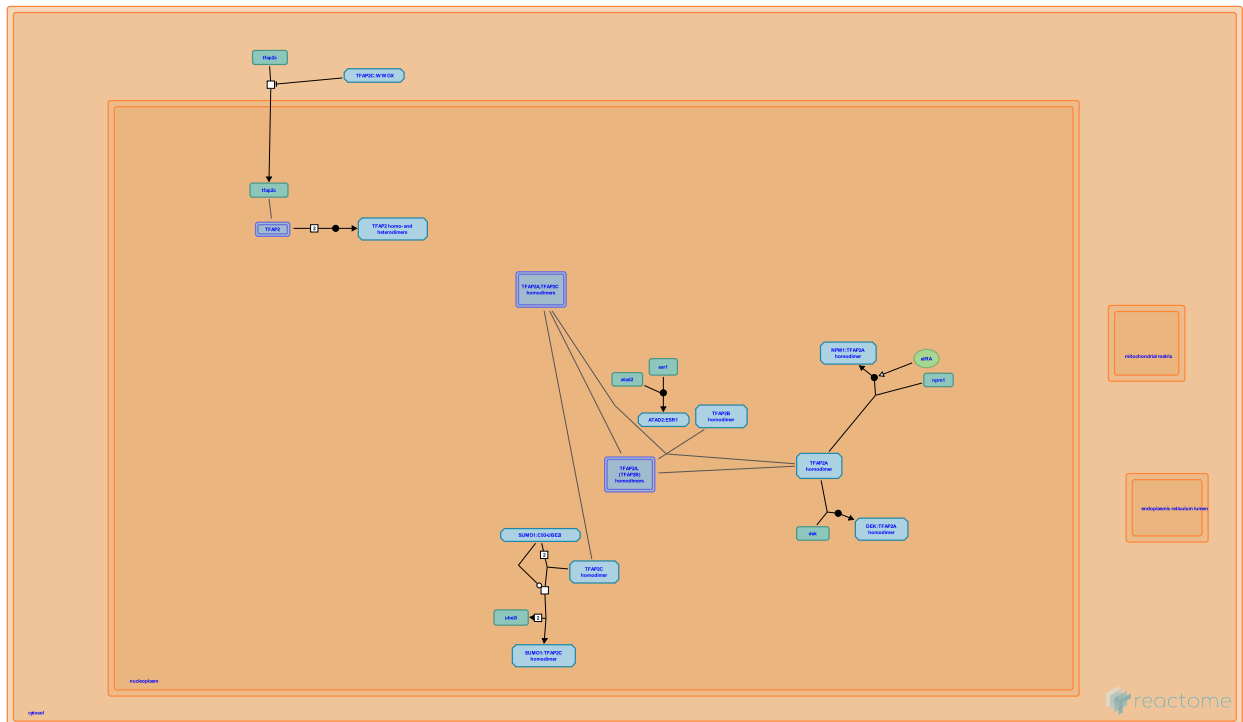 tfap2c
TFAP2C:WWOX
tfap2c
TFAP2
2
TFAP2 homo- and
heterodimers
TFAP2A,TFAP2C
homodimers
NPM1:TFAP2A
homodimer
atRA
npm1
esr1
atad2
ATAD2:ESR1
TFAP2B
homodimer
mitochondrial matrix
TFAP2A,
(TFAP2B)
homodimers
TFAP2A
homodimer
endoplasmic reticulum lumen
dek
DEK:TFAP2A
homodimer
SUMO1:C93-UBE2I
2
TFAP2C
homodimer
ube2i
2
SUMO1:TFAP2C
homodimer
nucleoplasm
cytosol
reactome